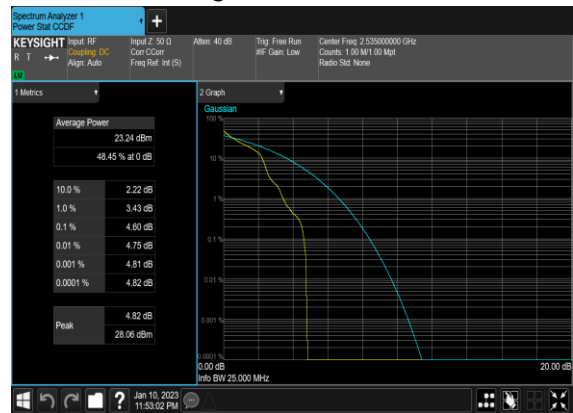 Spectrum Analyzer 1
Power Stat CCDF
KEYSIGHT
R T
LXI
Input: RF
Coupling: DC
Align: Auto
Input Z: 50 Ω
Corr CCorr
Freq Ref: Int (S)
Atten: 40 dB
Trig: Free Run
#IF Gain: Low
Center Freq: 2.535000000 GHz
Counts: 1.00 M/1.00 Mpt
Radio Std: None
1 Metrics
Average Power
23.24 dBm
48.45 % at 0 dB
10.0 % 2.22 dB
1.0 % 3.43 dB
0.1 % 4.60 dB
0.01 % 4.75 dB
0.001 % 4.81 dB
0.0001 % 4.82 dB
Peak
4.82 dB
28.06 dBm
2 Graph
Gaussian
100 %
10 %
1 %
0.1 %
0.01 %
0.001 %
0.0001 %
0.00 dB 20.00 dB
Info BW 25.000 MHz
?
Jan 10, 2023
11:53:02 PM